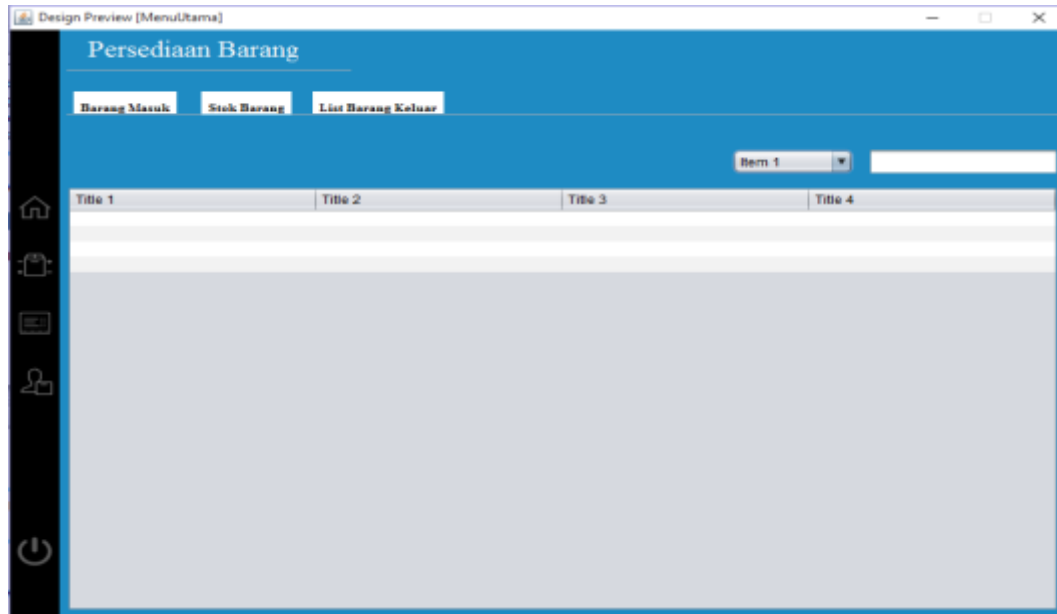 Design Preview [MenuUtama]
Persediaan Barang
Barang Masuk Stok Barang List Barang Keluar
Item 1
Title 1 Title 2 Title 3 Title 4